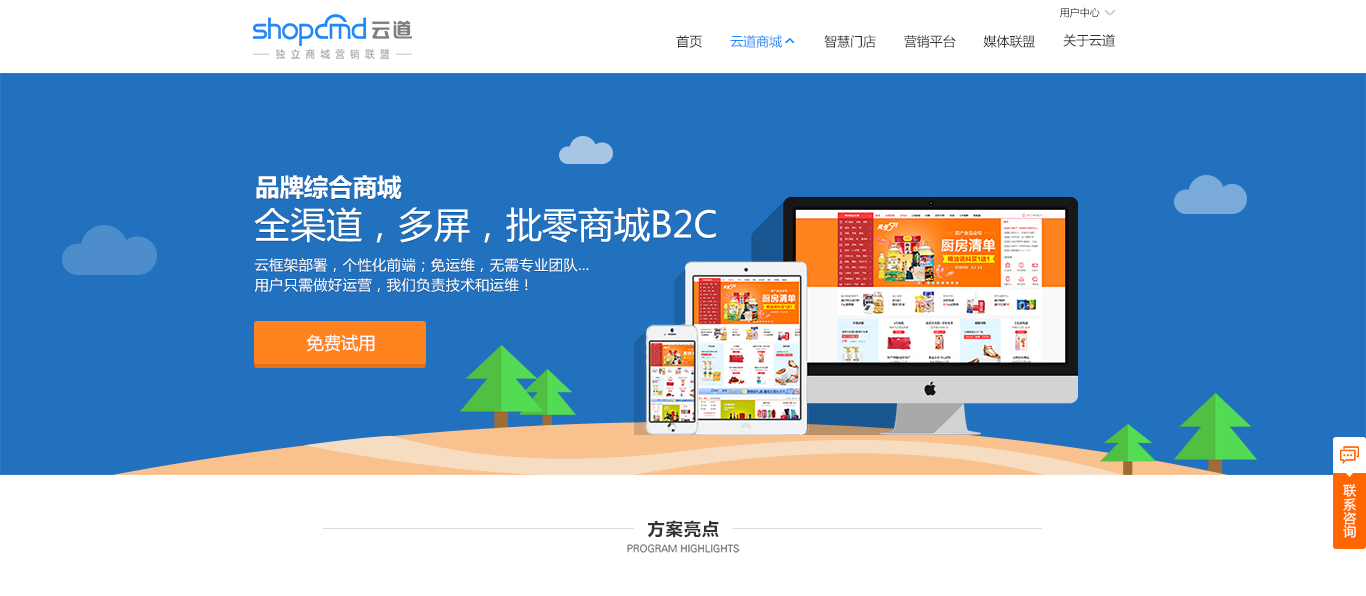 用户中心
shopcmd 云道
独立商城营销联盟
首页 云道商城 智慧门店 营销平台 媒体联盟 关于云道
品牌综合商城
全渠道，多屏，批零商城B2C
云框架部署，个性化前端；免运维，无需专业团队...
用户只需做好运营，我们负责技术和运维！
免费试用
厨房清单
厨房清单
联系咨询
方案亮点
PROGRAM HIGHLIGHTS